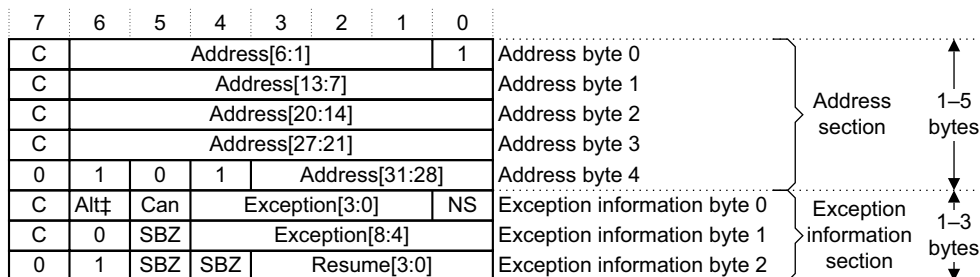 7 6 5 4 3 2 1 0
C Address[6:1] 1 Address byte 0
C Address[13:7] Address byte 1
C Address[20:14] Address byte 2
C Address[27:21] Address byte 3
0 1 0 1 Address[31:28] Address byte 4
Address section
1–5 bytes
C Alt‡ Can Exception[3:0] NS Exception information byte 0
C 0 SBZ Exception[8:4] Exception information byte 1
0 1 SBZ SBZ Resume[3:0] Exception information byte 2
Exception information section
1–3 bytes